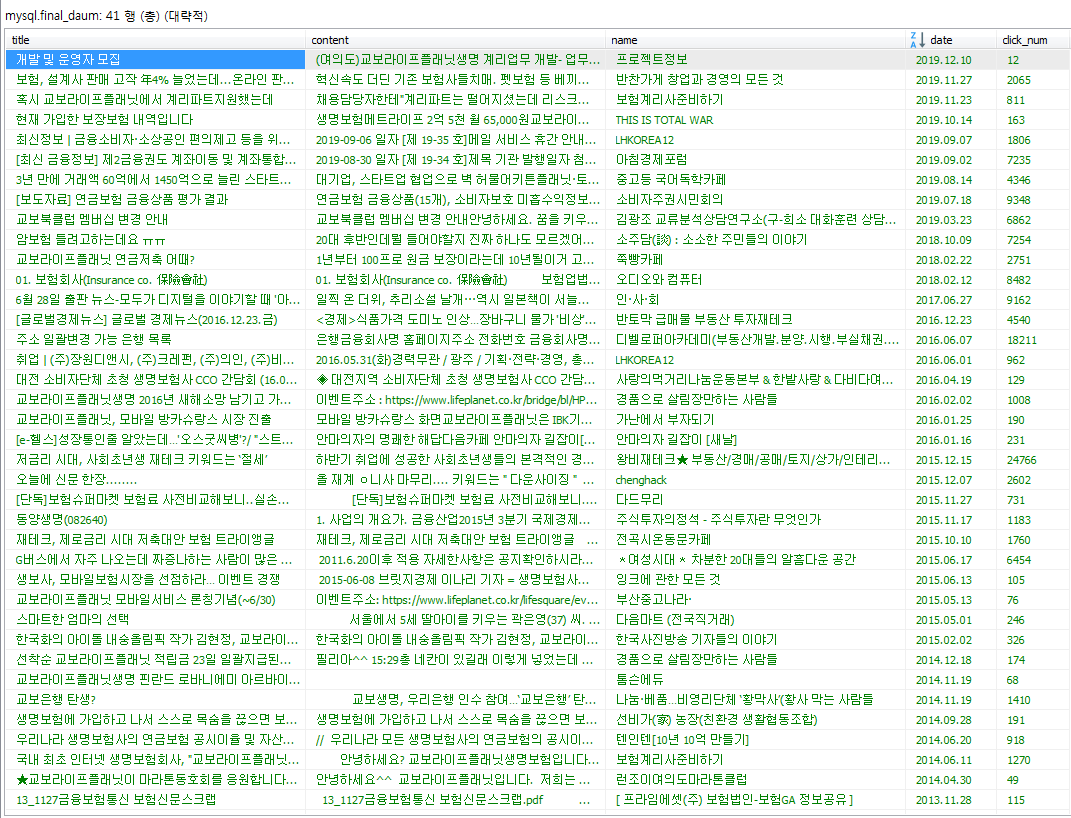 mysql.final_daum: 41 행 (총) (대략적)
title content name date click_num
개발 및 운영자 모집 (여의도)교보라이프플래닛생명 계리업무 개발- 업무... 프로젝트정보 2019.12.10 12
보험, 설계사 판매 고작 年4% 늘었는데...온라인 판... 혁신속도 더딘 기존 보험사들치매. 펫보험 등 베끼... 반찬가게 창업과 경영의 모든 것 2019.11.27 2065
혹시 교보라이프플래닛에서 계리파트지원했는데 채용담당자한테"계리파트는 떨어지셨는데 리스크... 보험계리사준비하기 2019.11.23 811
현재 가입한 보장보험 내역입니다 생명보험메트라이프 2억 5천 월 65,000원교보라이... THIS IS TOTAL WAR 2019.10.14 163
최신정보 | 금융소비자·소상공인 편의제고 등을 위... 2019-09-06 일자 [제 19-35 호]메일 서비스 휴간 안내... LHKOREA12 2019.09.07 1806
[최신 금융정보] 제2금융권도 계좌이동 및 계좌통합... 2019-08-30 일자 [제 19-34 호]제목 기관 발행일자 첨... 아침경제포럼 2019.09.02 7235
3년 만에 거래액 60억에서 1450억으로 늘린 스타트... 대기업, 스타트업 협업으로 벽 허물어키튼플래닛·토... 중고등 국어독학카페 2019.08.14 4346
[보도자료] 연금보험 금융상품 평가 결과 연금보험 금융상품(15개), 소비자보호 미흡수익정보... 소비자주권시민회의 2019.07.18 9348
교보북클럽 멤버십 변경 안내 교보북클럽 멤버십 변경 안내안녕하세요. 꿈을 키우... 김광조 교류분석상담연구소(구-희소 대화훈련 상담... 2019.03.23 6862
암보험 들려고하는데요 ㅠㅠ 20대 후반인데뭘 들어야할지 진짜 하나도 모르겠어... 소주담(談) : 소소한 주민들의 이야기 2018.10.09 7254
교보라이프플래닛 연금저축 어때? 1년부터 100프로 원금 보장이라는데 10년뒬이거 고... 쭉빵카페 2018.02.22 2751
01. 보험회사(Insurance co. 保險會社) 01. 보험회사(Insurance co. 保險會社) 보험업법... 오디오와 컴퓨터 2018.02.12 8482
6월 28일 출판 뉴스-모두가 디지털을 이야기할 때 '아... 일찍 온 더위, 추리소설 날개···역시 일본책이 서늘... 인·사·회 2017.06.27 9162
[글로벌경제뉴스] 글로벌 경제뉴스(2016.12.23.금) <경제>식품가격 도미노 인상...장바구니 물가 '비상'... 반토막 급매물 부동산 투자재테크 2016.12.23 4540
주소 일괄변경 가능 은행 목록 은행금융회사명 홈페이지주소 전화번호 금융회사명... 디벨로퍼아카데미(부동산개발.분양.시행.부실채권.... 2016.06.07 18211
취업 | (주)장원디앤시, (주)크레펀, (주)익인, (주)비... 2016.05.31(화)경력무관 / 광주 / 기획·전략·경영, 총... LHKOREA12 2016.06.01 962
대전 소비자단체 초청 생명보험사 CCO 간담회 (16.0... ◈ 대전지역 소비자단체 초청 생명보험사 CCO 간담... 사랑의먹거리나눔운동본부 & 한밭사랑 & 다비다여... 2016.04.19 129
교보라이프플래닛생명 2016년 새해소망 남기고 가... 이벤트주소 : https://www.lifeplanet.co.kr/bridge/bl/HP... 경품으로 살림장만하는 사람들 2016.02.02 1008
교보라이프플래닛, 모바일 방카슈랑스 시장 진출 모바일 방카슈랑스 화면교보라이프플래닛은 IBK기... 가난에서 부자되기 2016.01.25 190
[e-헬스]성장통인줄 알았는데...'오스굿씨병'?/ "스트... 안마의자의 명쾌한 해답다음카페 안마의자 길잡이[... 안마의자 길잡이 [새날] 2016.01.16 231
저금리 시대, 사회초년생 재테크 키워드는 '절세' 하반기 취업에 성공한 사회초년생들의 본격적인 경... 왕비재테크★ 부동산/경매/공매/토지/상가/인테리... 2015.12.15 24766
오늘에 신문 한장........ 올 재계 ㅇ니사 마무리.... 키워드는 " 다운사이징 " ... chenghack 2015.12.07 2602
[단독]보험슈퍼마켓 보험료 사전비교해보니..실손... [단독]보험슈퍼마켓 보험료 사전비교해보니.... 다드무리 2015.11.27 731
동양생명(082640) 1. 사업의 개요가. 금융산업2015년 3분기 국제경제... 주식투자의정석 - 주식투자란 무엇인가 2015.11.17 1183
재테크, 제로금리 시대 저축대안 보험 트라이앵글 재테크, 제로금리 시대 저축대안 보험 트라이앵글 ... 전곡시온동문카페 2015.10.10 1760
G버스에서 자주 나오는데 짜증나하는 사람이 많은 ... 2011.6.20이후 적용 자세한사항은 공지확인하시라... *여성시대* 차분한 20대들의 알흠다운 공간 2015.06.17 6454
생보사, 모바일보험시장을 선점하라... 이벤트 경쟁 2015-06-08 브릿지경제 이나리 기자 = 생명보험사... 잉크에 관한 모든 것 2015.06.13 105
교보라이프플래닛 모바일서비스 론칭기념(~6/30) 이벤트주소: https://www.lifeplanet.co.kr/lifesquare/ev... 부산중고나라· 2015.05.13 76
스마트한 엄마의 선택 서울에서 5세 딸아이를 키우는 곽은영(37) 씨. ... 다음마트 (전국직거래) 2015.05.01 246
한국화의 아이돌 내숭올림픽 작가 김현정, 교보라이... 한국화의 아이돌 내숭올림픽 작가 김현정, 교보라이... 한국사진방송 기자들의 이야기 2015.02.02 326
선착순 교보라이프플래닛 적립금 23일 일괄지급된... 필리아^^ 15:29총 네칸이 있길래 이렇게 넣었는데 ... 경품으로 살림장만하는 사람들 2014.12.18 174
교보라이프플래닛생명 핀란드 로바니에미 아르바이... 톰슨에듀 2014.11.19 68
교보은행 탄생? 교보생명, 우리은행 인수 참여...‘교보은행’ 탄... 나눔·베품...비영리단체 '황막사'(황사 막는 사람들 2014.11.19 1410
생명보험에 가입하고 나서 스스로 목숨을 끊으면 보... 생명보험에 가입하고 나서 스스로 목숨을 끊으면 보... 선비가(家) 농장(친환경 생활협동조합) 2014.09.28 191
우리나라 생명보험사의 연금보험 공시이율 및 자산... // 우리나라 모든 생명보험사의 연금보험의 공시이... 텐인텐[10년 10억 만들기] 2014.06.20 918
국내 최초 인터넷 생명보험회사, "교보라이프플래닛... 안녕하세요? 교보라이프플래닛생명보험입니다... 보험계리사준비하기 2014.06.11 1270
★교보라이프플래닛이 마라톤동호회를 응원합니다... 안녕하세요^^ 교보라이프플래닛입니다. 저희는 ... 런조이여의도마라톤클럽 2014.04.30 49
13_1127금융보험통신 보험신문스크랩 13_1127금융보험통신 보험신문스크랩.pdf ... [ 프라임에셋(주) 보험법인-보험GA 정보공유 ] 2013.11.28 115